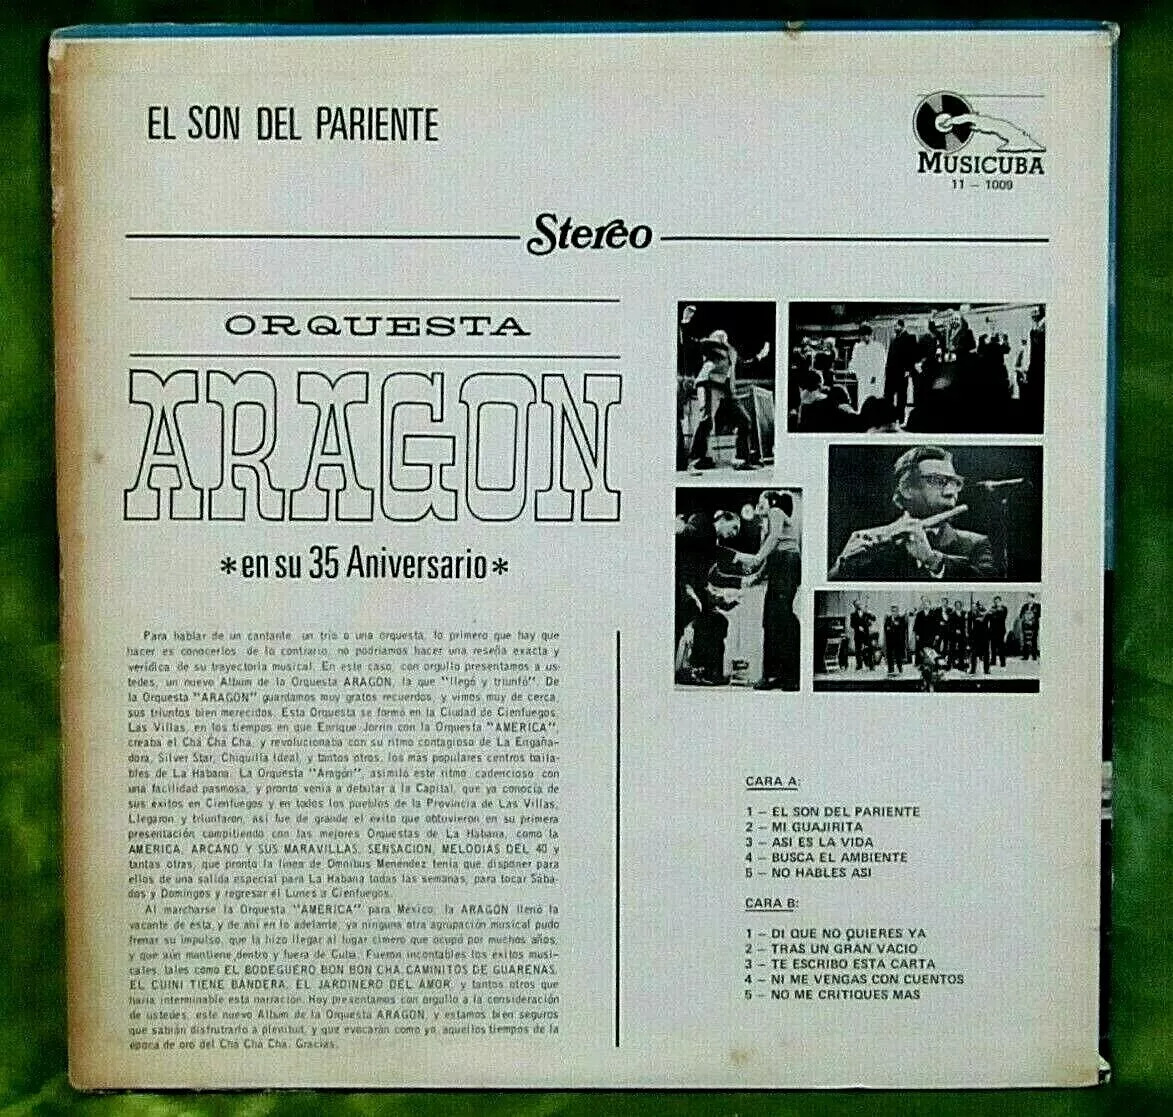 EL SON DEL PARIENTE
MUSICUBA
11 - 1009
Stereo
ORQUESTA
ARAGON
*en su 35 Aniversario*
Para hablar de un cantante, un trio o una orquesta, lo primero que hay que
hacer es conocerlos, de lo contrario, no podriamos hacer una reseña exacta y
veridica de su trayectoria musical. En este caso, con orgullo presentamos a us-
tedes, un nuevo Album de la Orquesta ARAGON, la que "llegó y triunfó". De
la Orquesta "ARAGON" guardamos muy gratos recuerdos, y vimos muy de cerca,
sus triunfos bien merecidos. Esta Orquesta se formó en la Ciudad de Cienfuegos,
Las Villas, en los tiempos en que Enrique Jorrin con la Orquesta "AMERICA",
creaba el Cha Cha Cha, y revolucionaba con su ritmo contagioso de La Engaña-
dora, Silver Star, Chiquilla Ideal, y tantos otros, los más populares centros baila-
bles de La Habana. La Orquesta "Aragón", asimiló este ritmo cadencioso con
una facilidad pasmosa, y pronto venia a debutar a la Capital, que ya conocia de
sus éxitos en Cienfuegos y en todos los pueblos de la Provincia de Las Villas.
Llegaron y triunfaron, asi fue de grande el exito que obtuvieron en su primera
presentación compitiendo con las mejores Orquestas de La Habana, como la
AMERICA, ARCANO Y SUS MARAVILLAS, SENSACION, MELODIAS DEL 40 y
tantas otras, que pronto la linea de Omnibus Menéndez tenia que disponer para
ellos de una salida especial para La Habana todas las semanas, para tocar Sába-
dos y Domingos y regresar el Lunes a Cienfuegos.
Al marcharse la Orquesta "AMERICA" para México, la ARAGON llenó la
vacante de esta, y de ahi en lo adelante, ya ninguna otra agrupación musical pudo
frenar su impulso, que la hizo llegar al lugar cimero que ocupó por muchos años,
y que aún mantiene dentro y fuera de Cuba. Fueron incontables los exitos musi-
cales, tales como EL BODEGUERO BON BON CHA, CAMINITOS DE GUARENAS,
EL CUINI TIENE BANDERA, EL JARDINERO DEL AMOR, y tantos otros que
haria interminable esta narración. Hoy presentamos con orgullo a la consideración
de ustedes, este nuevo Album de la Orquesta ARAGON, y estamos bien seguros
que sabrán disfrutarlo a plenitud, y que evocarán como yo, aquellos tiempos de la
época de oro del Cha Cha Cha. Gracias.
CARA A:
1 - EL SON DEL PARIENTE
2 - MI GUAJIRITA
3 - ASI ES LA VIDA
4 - BUSCA EL AMBIENTE
5 - NO HABLES ASI
CARA B:
1 - DI QUE NO QUIERES YA
2 - TRAS UN GRAN VACIO
3 - TE ESCRIBO ESTA CARTA
4 - NI ME VENGAS CON CUENTOS
5 - NO ME CRITIQUES MAS